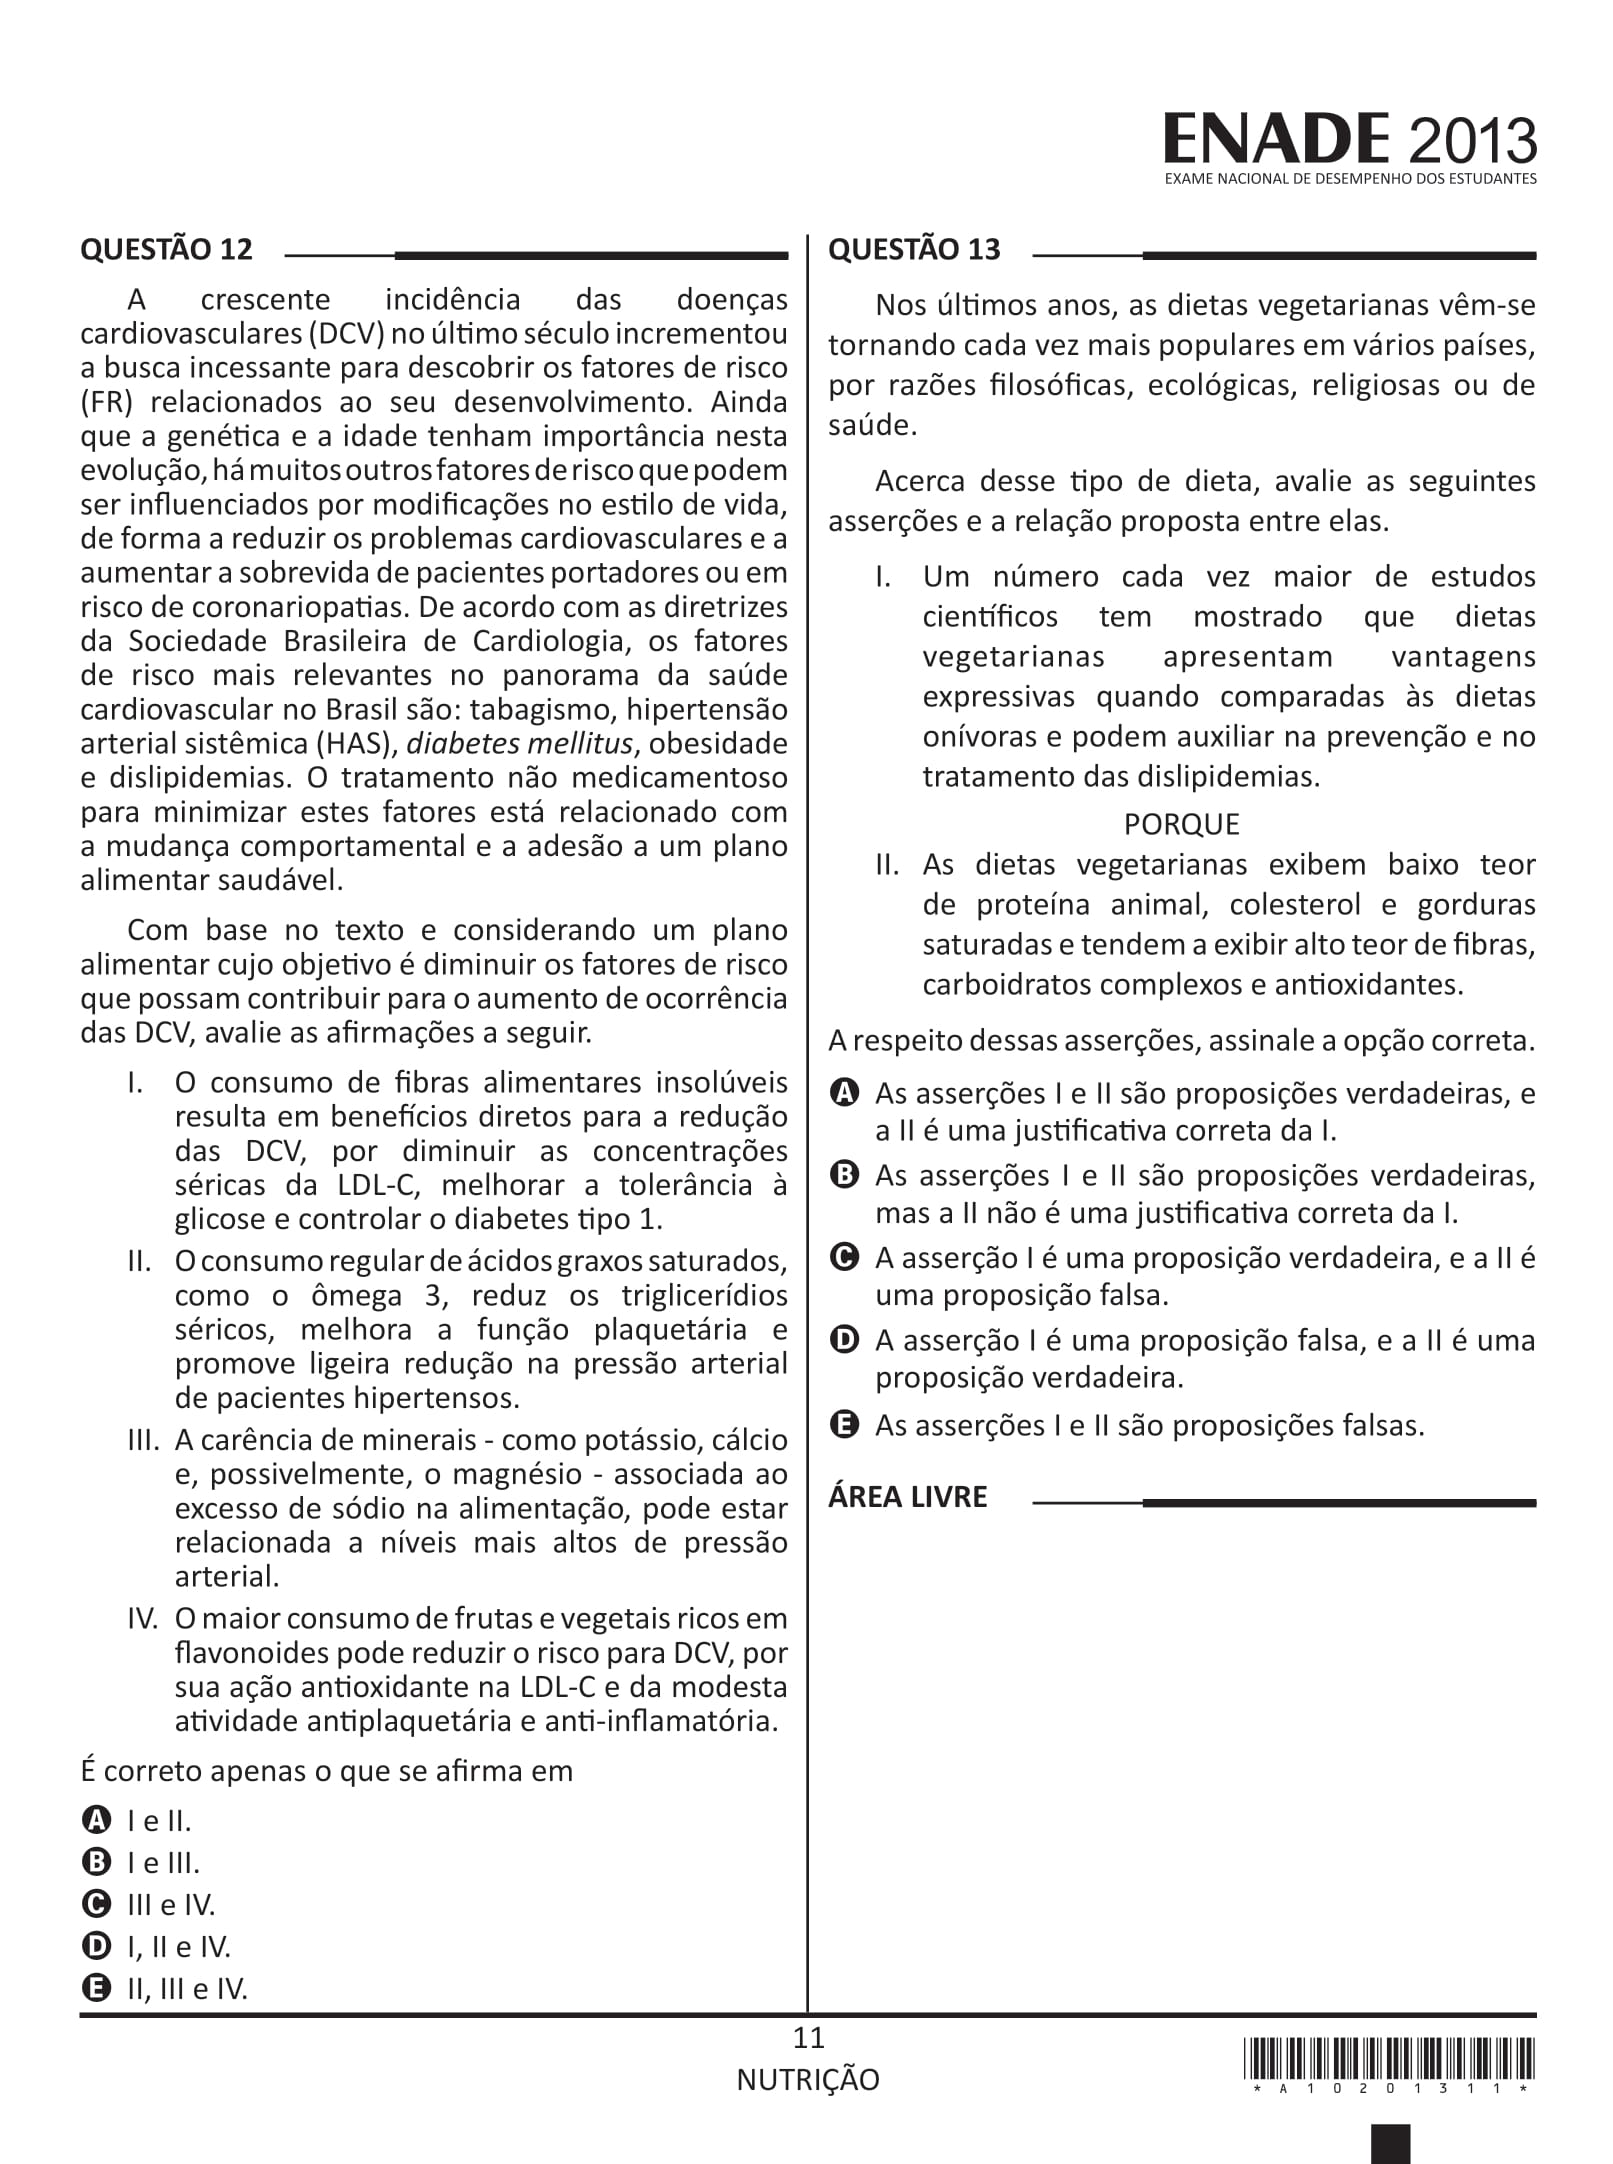 ENADE 2013
EXAME NACIONAL DE DESEMPENHO DOS ESTUDANTES
QUESTÃO 12
A crescente incidência das doenças
cardiovasculares (DCV) no último século incrementou
a busca incessante para descobrir os fatores de risco
(FR) relacionados ao seu desenvolvimento. Ainda
que a genética e a idade tenham importância nesta
evolução, há muitos outros fatores de risco que podem
ser influenciados por modificações no estilo de vida,
de forma a reduzir os problemas cardiovasculares e a
aumentar a sobrevida de pacientes portadores ou em
risco de coronariopatias. De acordo com as diretrizes
da Sociedade Brasileira de Cardiologia, os fatores
de risco mais relevantes no panorama da saúde
cardiovascular no Brasil são: tabagismo, hipertensão
arterial sistêmica (HAS), diabetes mellitus, obesidade
e dislipidemias. O tratamento não medicamentoso
para minimizar estes fatores está relacionado com
a mudança comportamental e a adesão a um plano
alimentar saudável.
Com base no texto e considerando um plano
alimentar cujo objetivo é diminuir os fatores de risco
que possam contribuir para o aumento de ocorrência
das DCV, avalie as afirmações a seguir.
I. O consumo de fibras alimentares insolúveis
resulta em benefícios diretos para a redução
das DCV, por diminuir as concentrações
séricas da LDL-C, melhorar a tolerância à
glicose e controlar o diabetes tipo 1.
II. O consumo regular de ácidos graxos saturados,
como o ômega 3, reduz os triglicerídios
séricos, melhora a função plaquetária e
promove ligeira redução na pressão arterial
de pacientes hipertensos.
III. A carência de minerais - como potássio, cálcio
e, possivelmente, o magnésio - associada ao
excesso de sódio na alimentação, pode estar
relacionada a níveis mais altos de pressão
arterial.
IV. O maior consumo de frutas e vegetais ricos em
flavonoides pode reduzir o risco para DCV, por
sua ação antioxidante na LDL-C e da modesta
atividade antiplaquetária e anti-inflamatória.
É correto apenas o que se afirma em
A I e II.
B I e III.
C III e IV.
D I, II e IV.
E II, III e IV.
QUESTÃO 13
Nos últimos anos, as dietas vegetarianas vêm-se
tornando cada vez mais populares em vários países,
por razões filosóficas, ecológicas, religiosas ou de
saúde.
Acerca desse tipo de dieta, avalie as seguintes
asserções e a relação proposta entre elas.
I. Um número cada vez maior de estudos
científicos tem mostrado que dietas
vegetarianas apresentam vantagens
expressivas quando comparadas às dietas
onívoras e podem auxiliar na prevenção e no
tratamento das dislipidemias.
PORQUE
II. As dietas vegetarianas exibem baixo teor
de proteína animal, colesterol e gorduras
saturadas e tendem a exibir alto teor de fibras,
carboidratos complexos e antioxidantes.
A respeito dessas asserções, assinale a opção correta.
A As asserções I e II são proposições verdadeiras, e
a II é uma justificativa correta da I.
B As asserções I e II são proposições verdadeiras,
mas a II não é uma justificativa correta da I.
C A asserção I é uma proposição verdadeira, e a II é
uma proposição falsa.
D A asserção I é uma proposição falsa, e a II é uma
proposição verdadeira.
E As asserções I e II são proposições falsas.
ÁREA LIVRE
11
NUTRIÇÃO
* A 1 0 2 0 1 3 1 1 *